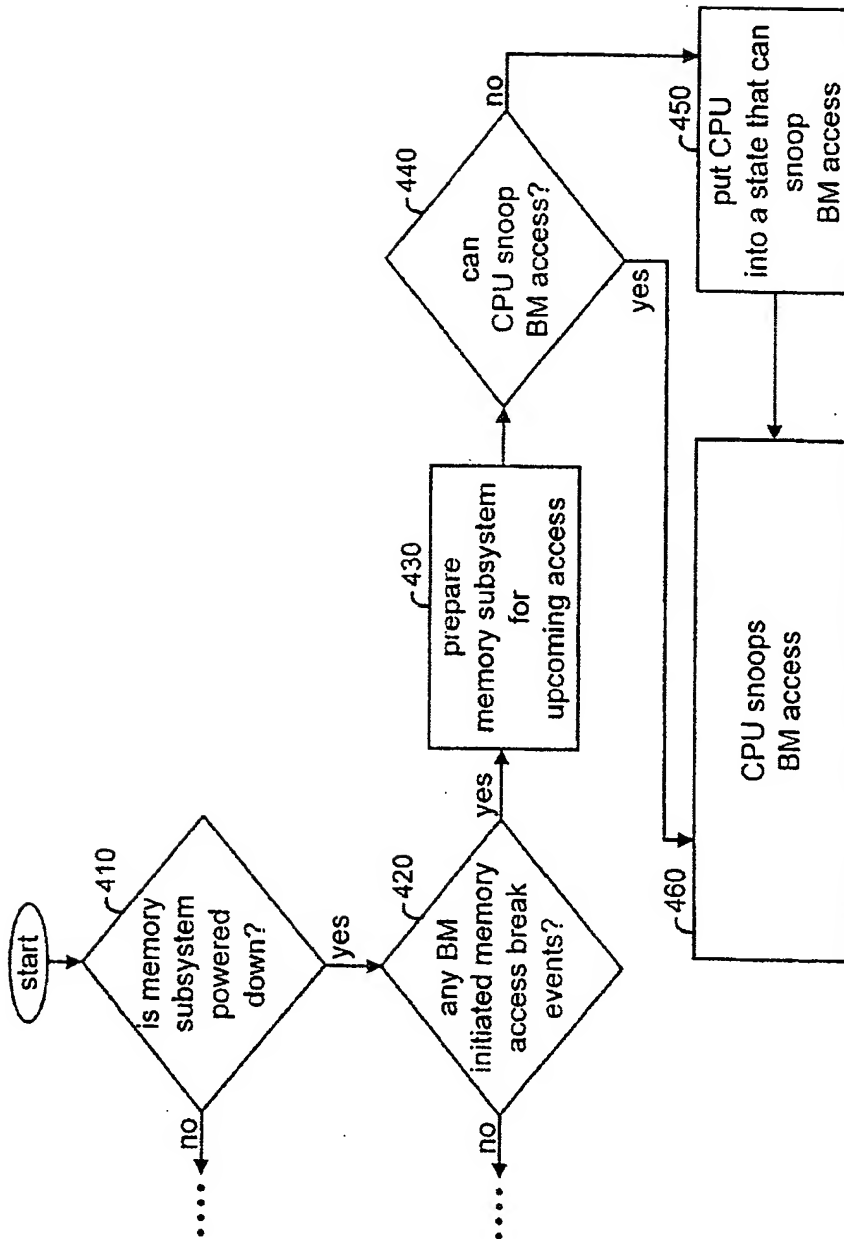 start
410
is memory
subsystem
powered
down?
no
....
yes
420
any BM
initiated memory
access break
events?
no
....
yes
430
prepare
memory subsystem
for
upcoming access
440
can
CPU snoop
BM access?
no
yes
450
put CPU
into a state that can
snoop
BM access
460
CPU snoops
BM access